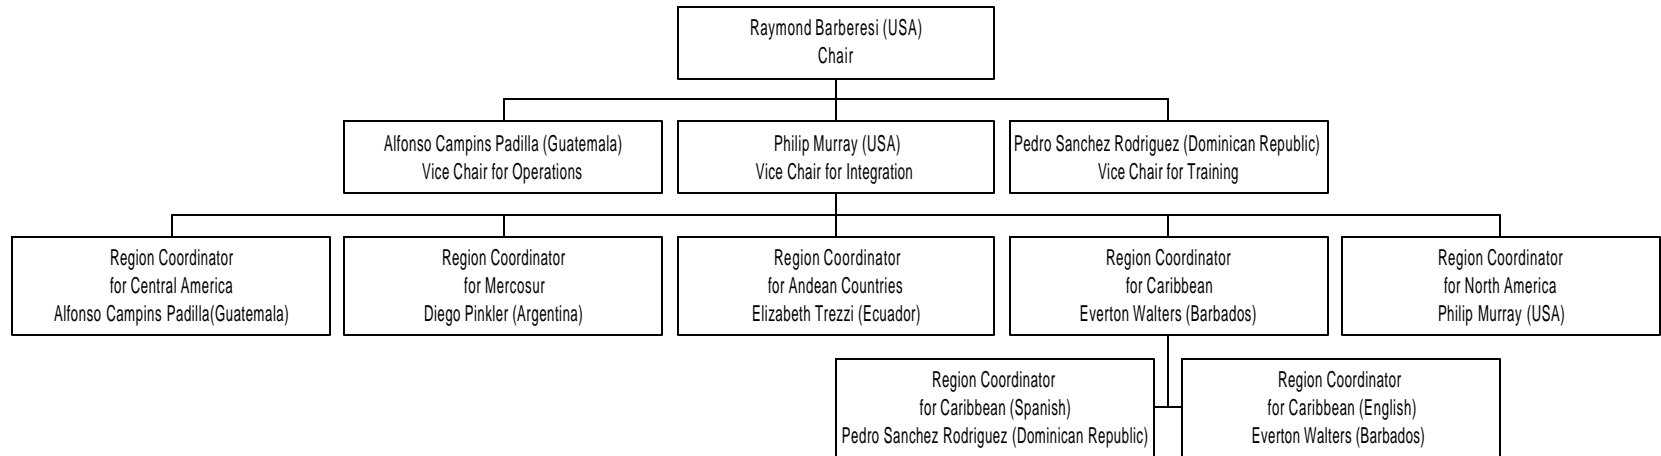 Raymond Barberesi (USA)
Chair
Alfonso Campins Padilla (Guatemala)
Vice Chair for Operations
Philip Murray (USA)
Vice Chair for Integration
Pedro Sanchez Rodriguez (Dominican Republic)
Vice Chair for Training
Region Coordinator
for Central America
Alfonso Campins Padilla(Guatemala)
Region Coordinator
for Mercosur
Diego Pinkler (Argentina)
Region Coordinator
for Andean Countries
Elizabeth Trezzi (Ecuador)
Region Coordinator
for Caribbean
Everton Walters (Barbados)
Region Coordinator
for North America
Philip Murray (USA)
Region Coordinator
for Caribbean (Spanish)
Pedro Sanchez Rodriguez (Dominican Republic)
Region Coordinator
for Caribbean (English)
Everton Walters (Barbados)